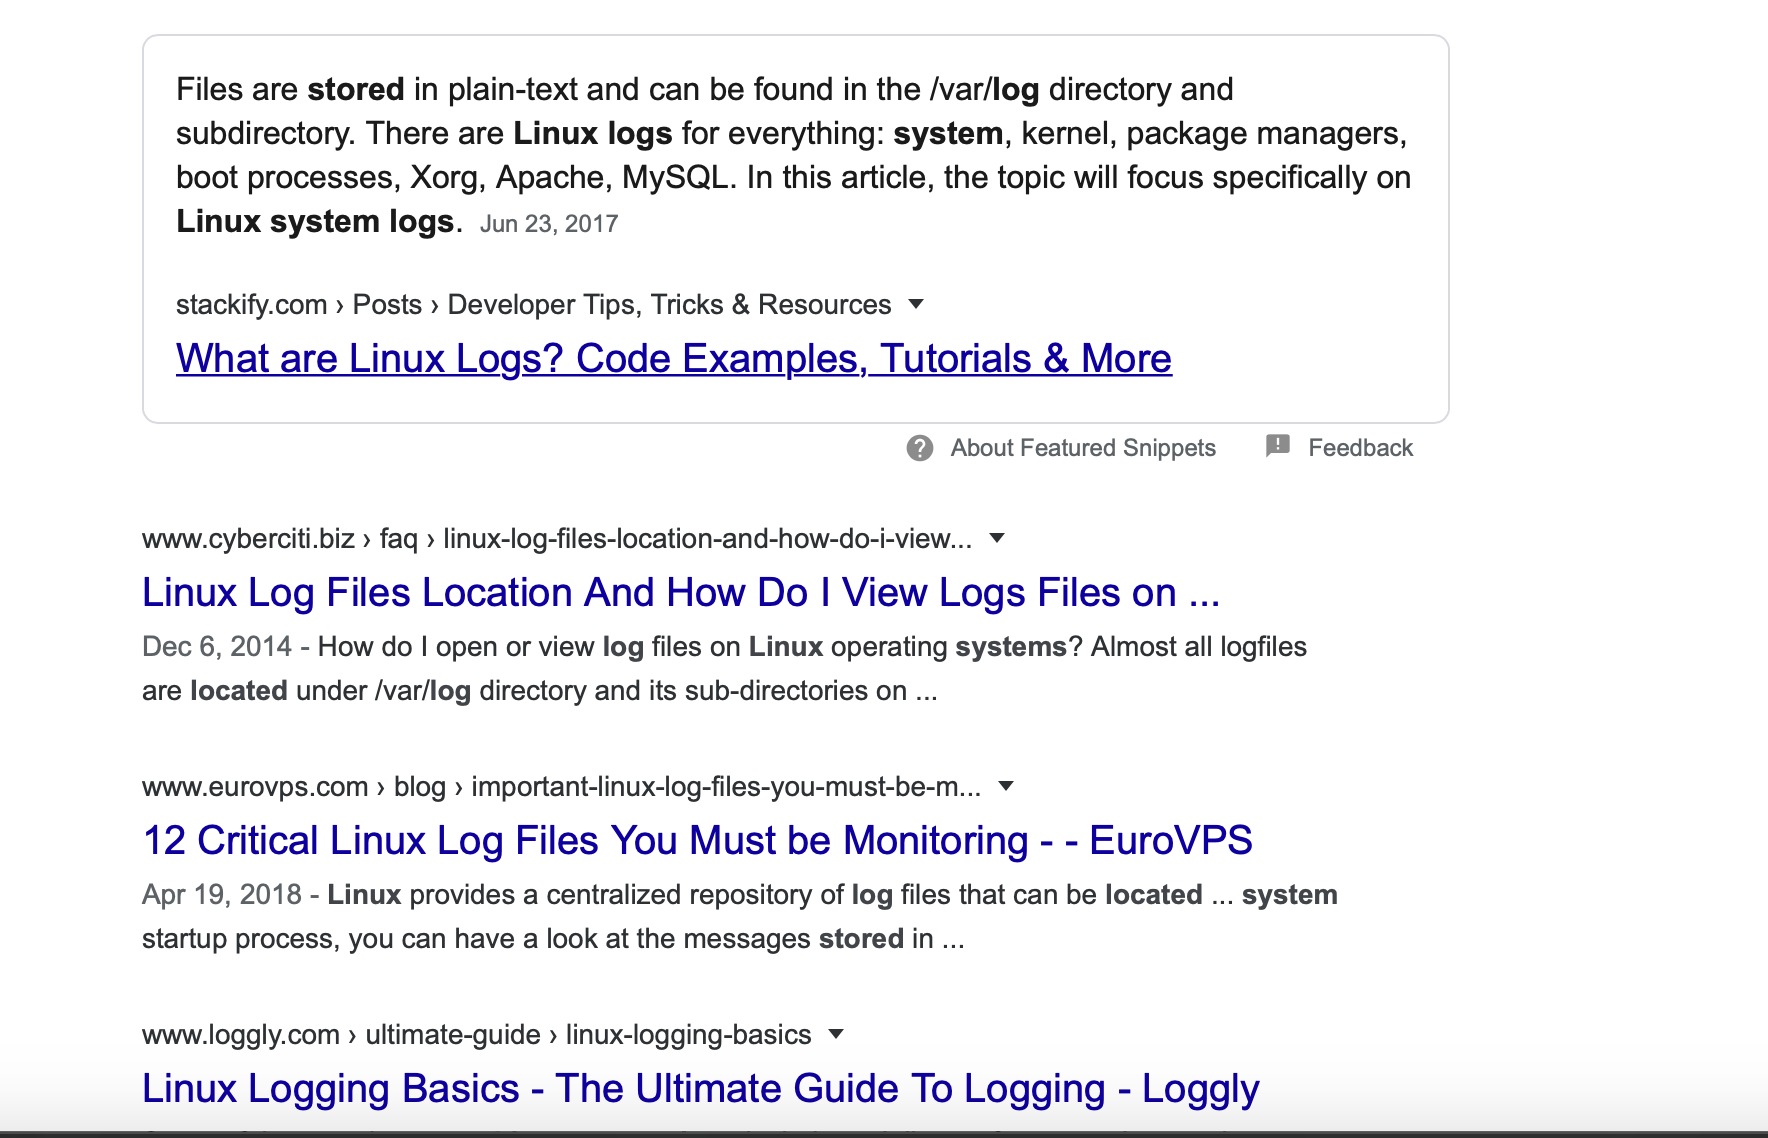 Files are stored in plain-text and can be found in the /var/log directory and
subdirectory. There are Linux logs for everything: system, kernel, package managers,
boot processes, Xorg, Apache, MySQL. In this article, the topic will focus specifically on
Linux system logs. Jun 23, 2017
stackify.com › Posts › Developer Tips, Tricks & Resources
What are Linux Logs? Code Examples, Tutorials & More
About Featured Snippets Feedback
www.cyberciti.biz › faq › linux-log-files-location-and-how-do-i-view...
Linux Log Files Location And How Do I View Logs Files on ...
Dec 6, 2014 - How do I open or view log files on Linux operating systems? Almost all logfiles
are located under /var/log directory and its sub-directories on ...
www.eurovps.com › blog › important-linux-log-files-you-must-be-m...
12 Critical Linux Log Files You Must be Monitoring - - EuroVPS
Apr 19, 2018 - Linux provides a centralized repository of log files that can be located ... system
startup process, you can have a look at the messages stored in ...
www.loggly.com › ultimate-guide › linux-logging-basics
Linux Logging Basics - The Ultimate Guide To Logging - Loggly